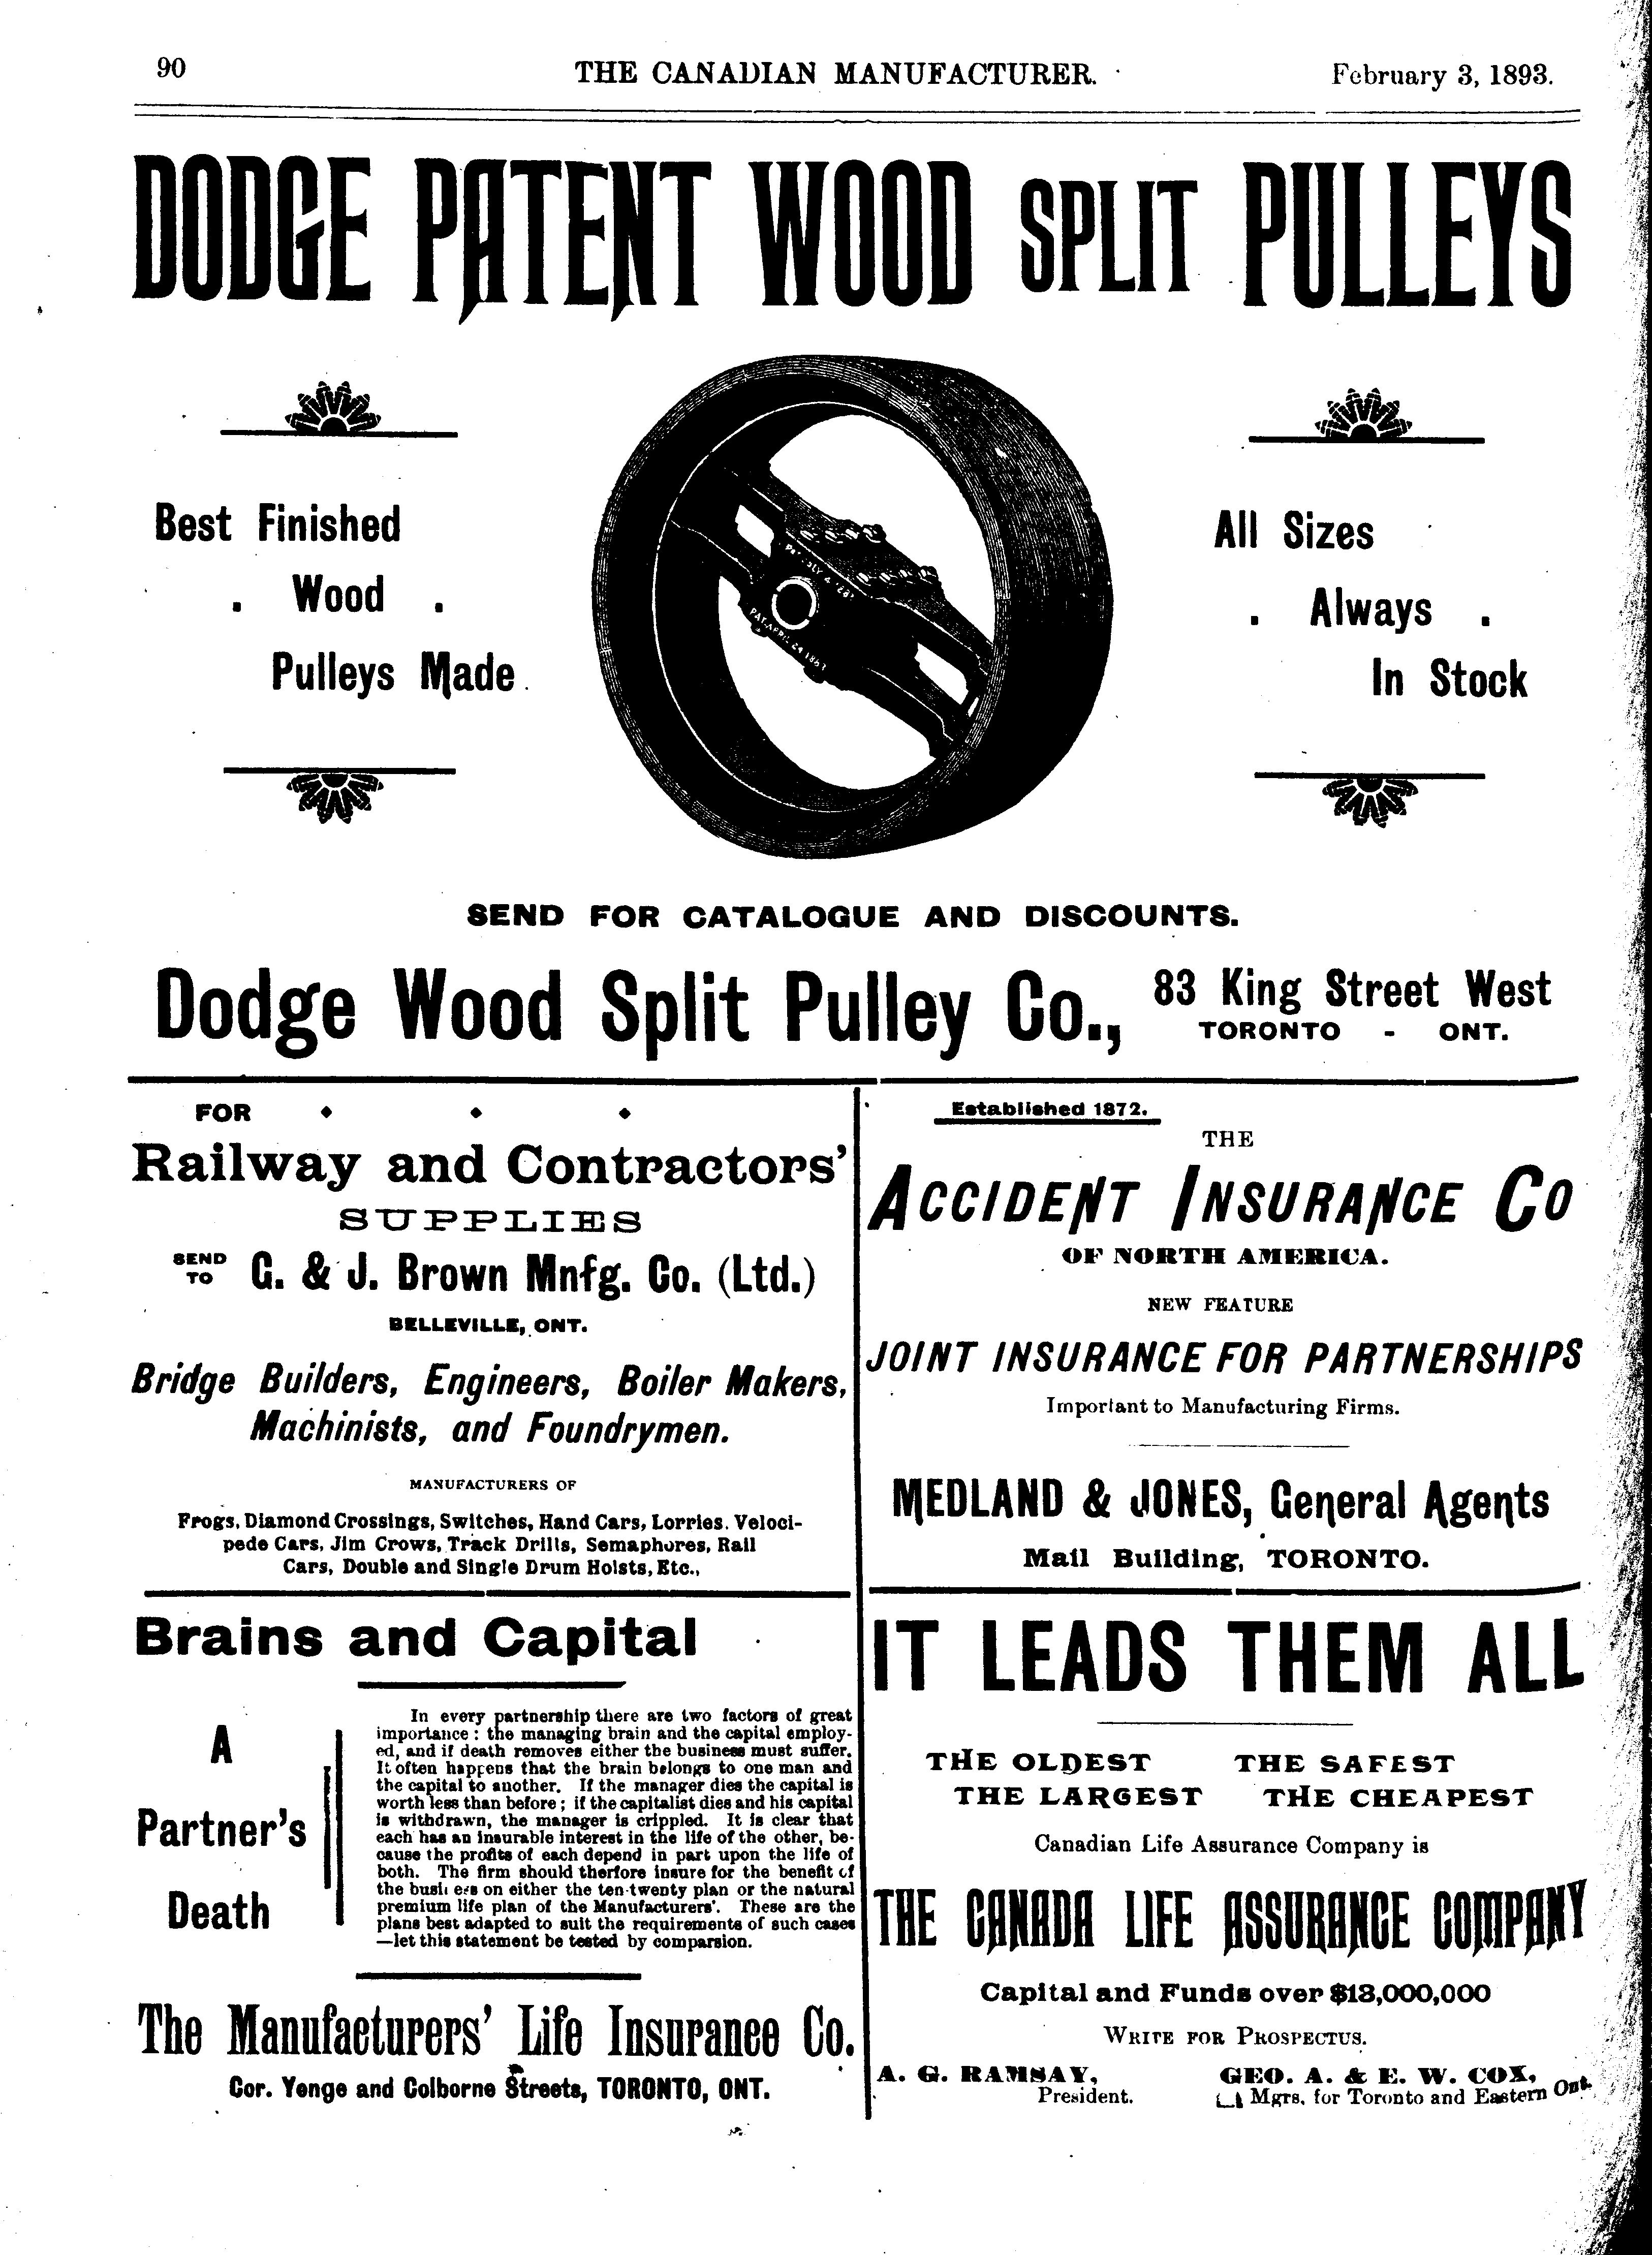 90
THE CANADIAN MANUFACTURER.
February 3, 1893.
DODGE PATENT WOOD SPLIT PULLEYS
Best Finished
. Wood .
Pulleys Made.
PAT. JLY 4
PAT. APRIL 24
All Sizes
. Always .
In Stock
SEND FOR CATALOGUE AND DISCOUNTS.
Dodge Wood Split Pulley Co.,
83 King Street West
TORONTO - ONT.
FOR
Railway and Contractors'
SUPPLIES
SEND
TO
G. & J. Brown Mnfg. Co. (Ltd.)
BELLEVILLE, ONT.
Bridge Builders, Engineers, Boiler Makers,
Machinists, and Foundrymen.
MANUFACTURERS OF
Frogs, Diamond Crossings, Switches, Hand Cars, Lorries, Veloci-
pede Cars, Jim Crows, Track Drills, Semaphores, Rail
Cars, Double and Single Drum Hoists, Etc.,
Established 1872.
THE
ACCIDENT INSURANCE CO
OF NORTH AMERICA.
NEW FEATURE
JOINT INSURANCE FOR PARTNERSHIPS
Important to Manufacturing Firms.
MEDLAND & JONES, General Agents
Mail Building, TORONTO.
Brains and Capital
A
Partner's
Death
In every partnership there are two factors of great
importance: the managing brain and the capital employ-
ed, and if death removes either the business must suffer.
It often happens that the brain belongs to one man and
the capital to another. If the manager dies the capital is
worth less than before; if the capitalist dies and his capital
is withdrawn, the manager is crippled. It is clear that
each has an insurable interest in the life of the other, be-
cause the profits of each depend in part upon the life of
both. The firm should therfore insure for the benefit of
the business on either the ten-twenty plan or the natural
premium life plan of the Manufacturers'. These are the
plans best adapted to suit the requirements of such cases
—let this statement be tested by comparsion.
The Manufacturers' Life Insurance Co.
Cor. Yonge and Colborne Streets, TORONTO, ONT.
IT LEADS THEM ALL
THE OLDEST THE SAFEST
THE LARGEST THE CHEAPEST
Canadian Life Assurance Company is
THE CANADA LIFE ASSURANCE COMPANY
Capital and Funds over $13,000,000
WRITE FOR PROSPECTUS.
A. G. RAMSAY,
President.
GEO. A. & E. W. COX,
Mgrs. for Toronto and Eastern Ont.